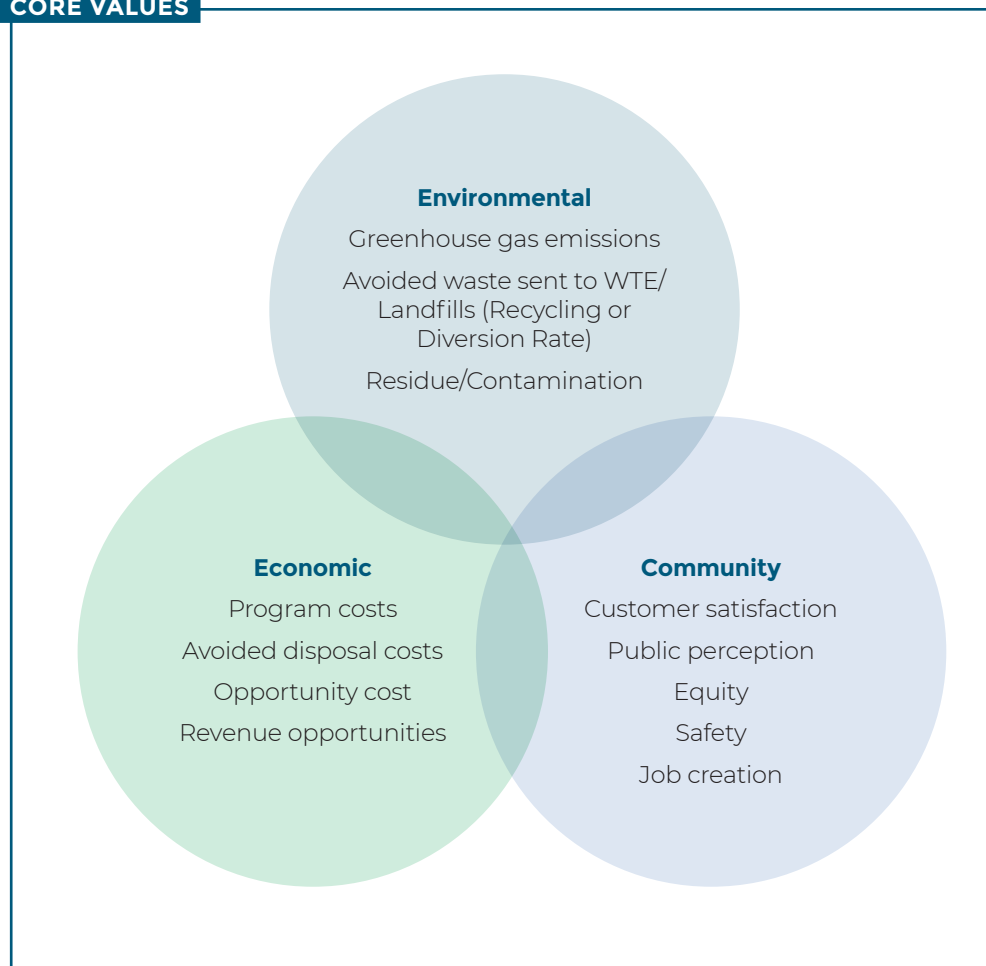 CORE VALUES
Environmental
Greenhouse gas emissions
Avoided waste sent to WTE/
Landfills (Recycling or
Diversion Rate)
Residue/Contamination
Economic
Program costs
Avoided disposal costs
Opportunity cost
Revenue opportunities
Community
Customer satisfaction
Public perception
Equity
Safety
Job creation